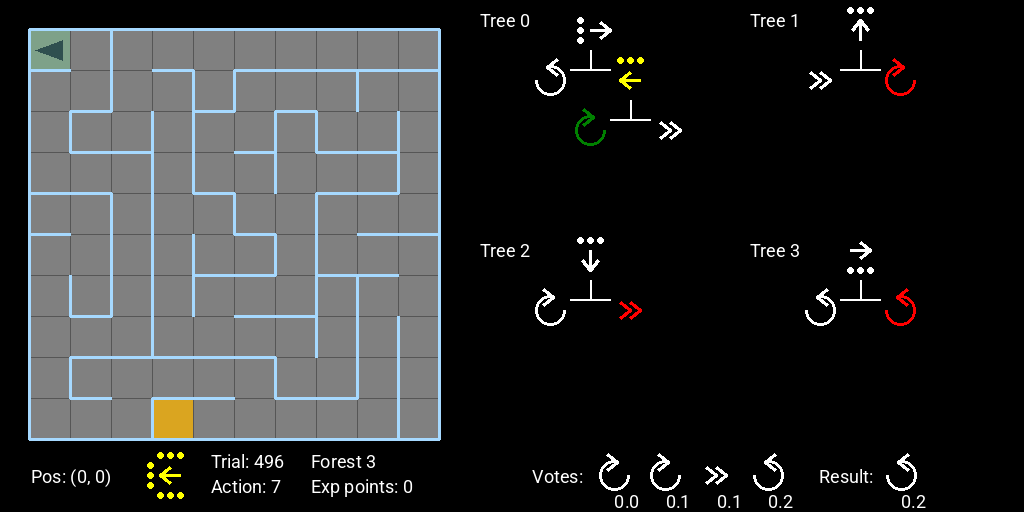 Tree 0
Tree 1
Tree 2
Tree 3
Pos: (0, 0)
Trial: 496
Forest 3
Action: 7
Exp points: 0
Votes:
0.0
0.1
0.1
0.2
Result:
0.2